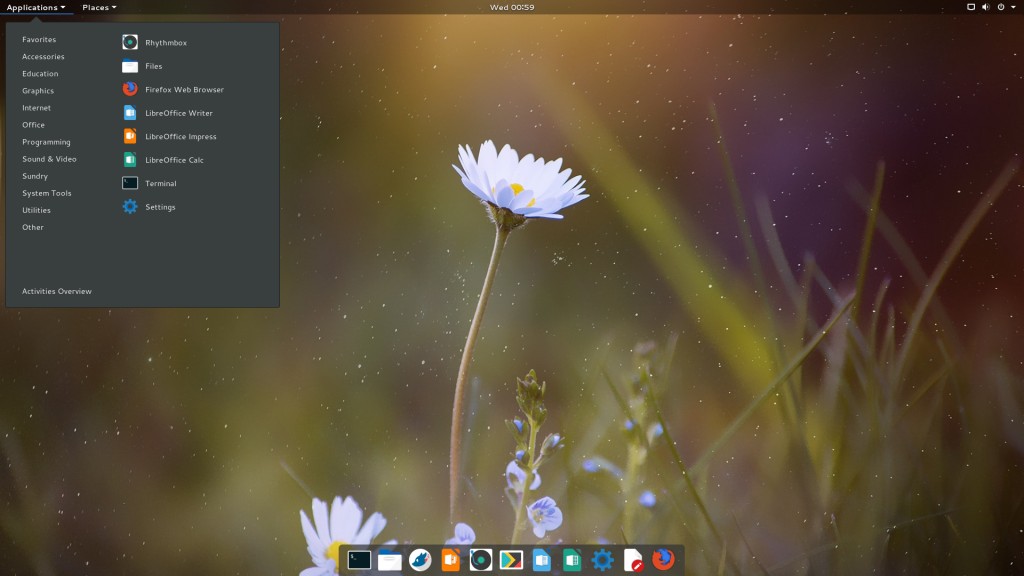 Applications Places Wed 00:59
Favorites
Accessories
Education
Graphics
Internet
Office
Programming
Sound & Video
Sundry
System Tools
Utilities
Other
Activities Overview
Rhythmbox
Files
Firefox Web Browser
LibreOffice Writer
LibreOffice Impress
LibreOffice Calc
Terminal
Settings